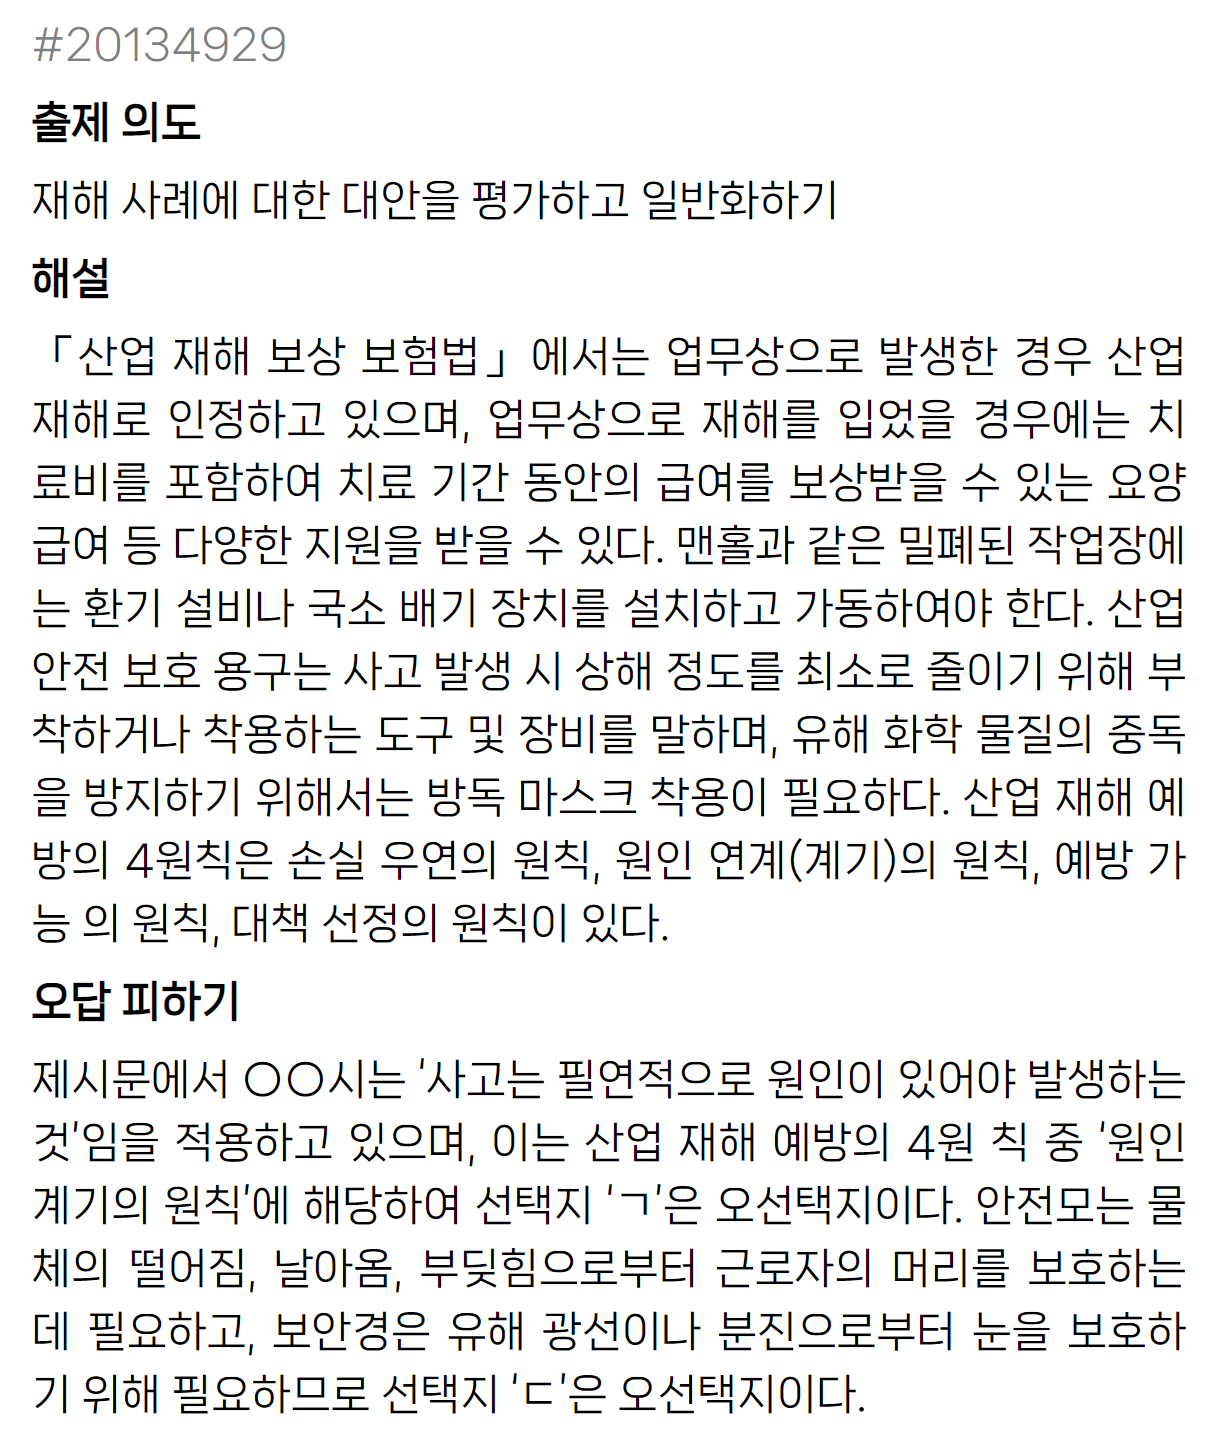 #20134929
출제 의도
재해 사례에 대한 대안을 평가하고 일반화하기
해설
「산업 재해 보상 보험법」에서는 업무상으로 발생한 경우 산업
재해로 인정하고 있으며, 업무상으로 재해를 입었을 경우에는 치
료비를 포함하여 치료 기간 동안의 급여를 보상받을 수 있는 요양
급여 등 다양한 지원을 받을 수 있다. 맨홀과 같은 밀폐된 작업장에
는 환기 설비나 국소 배기 장치를 설치하고 가동하여야 한다. 산업
안전 보호 용구는 사고 발생 시 상해 정도를 최소로 줄이기 위해 부
착하거나 착용하는 도구 및 장비를 말하며, 유해 화학 물질의 중독
을 방지하기 위해서는 방독 마스크 착용이 필요하다. 산업 재해 예
방의 4원칙은 손실 우연의 원칙, 원인 연계(계기)의 원칙, 예방 가
능 의 원칙, 대책 선정의 원칙이 있다.
오답 피하기
제시문에서 〇〇시는 '사고는 필연적으로 원인이 있어야 발생하는
것'임을 적용하고 있으며, 이는 산업 재해 예방의 4원 칙 중 '원인
계기의 원칙'에 해당하여 선택지 'ㄱ'은 오선택지이다. 안전모는 물
체의 떨어짐, 날아옴, 부딪힘으로부터 근로자의 머리를 보호하는
데 필요하고, 보안경은 유해 광선이나 분진으로부터 눈을 보호하
기 위해 필요하므로 선택지 'ㄷ'은 오선택지이다.